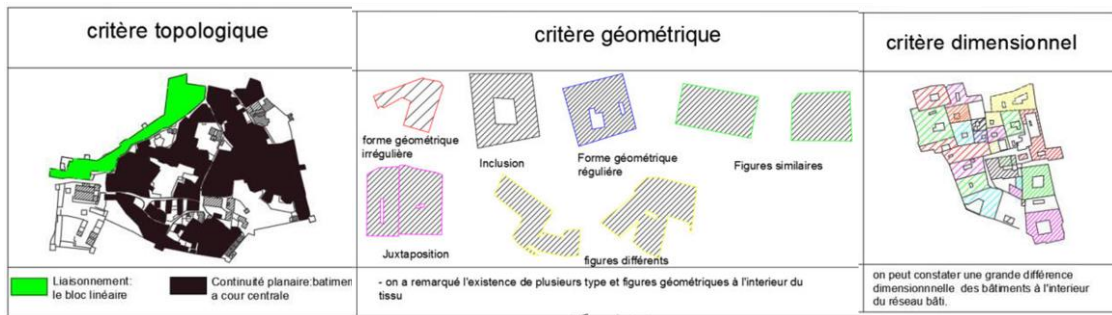 critère topologique
Liaisonnement:
le bloc linéaire
Continuité planaire:batimen
a cour centrale
critère géométrique
forme géométrique
irrégulière
Inclusion
Forme géométrique
réguliére
Figures similaires
Juxtaposition
figures différents
- on a remarqué l'existence de plusieurs type et figures géométriques à l'interieur du
tissu
critère dimensionnel
on peut constater une grande différence
dimensionnnelle des bâtiments à l'interieur
du réseau bâti.